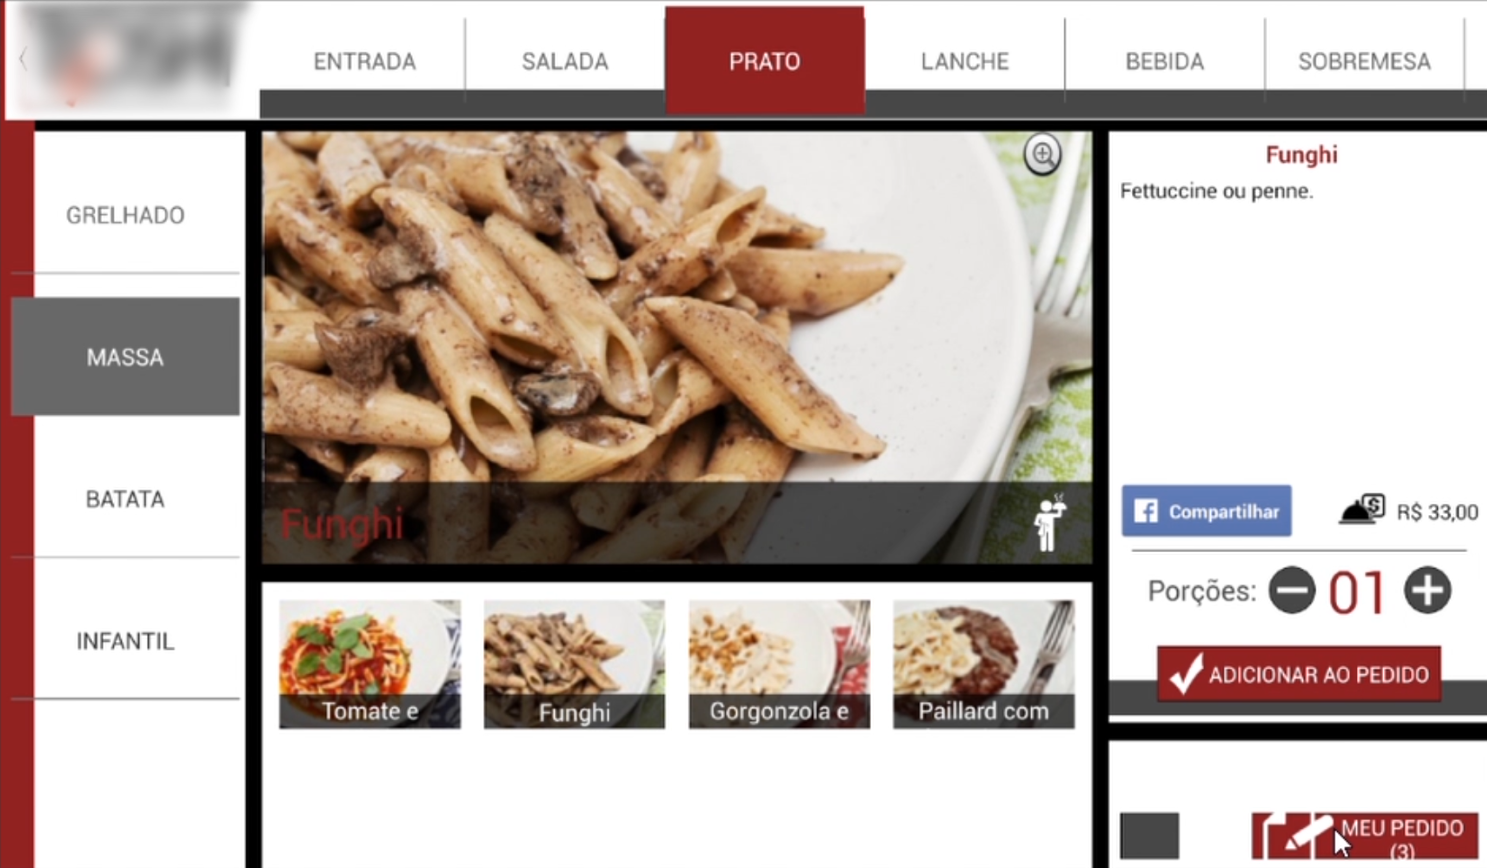 ENTRADA
SALADA
PRATO
LANCHE
BEBIDA
SOBREMESA
GRELHADO
MASSA
BATATA
INFANTIL
Funghi
Tomate e
Funghi
Gorgonzola e
Paillard com
Funghi
Fettuccine ou penne.
Compartilhar
R$ 33,00
Porções: 01
ADICIONAR AO PEDIDO
MEU PEDIDO
(3)